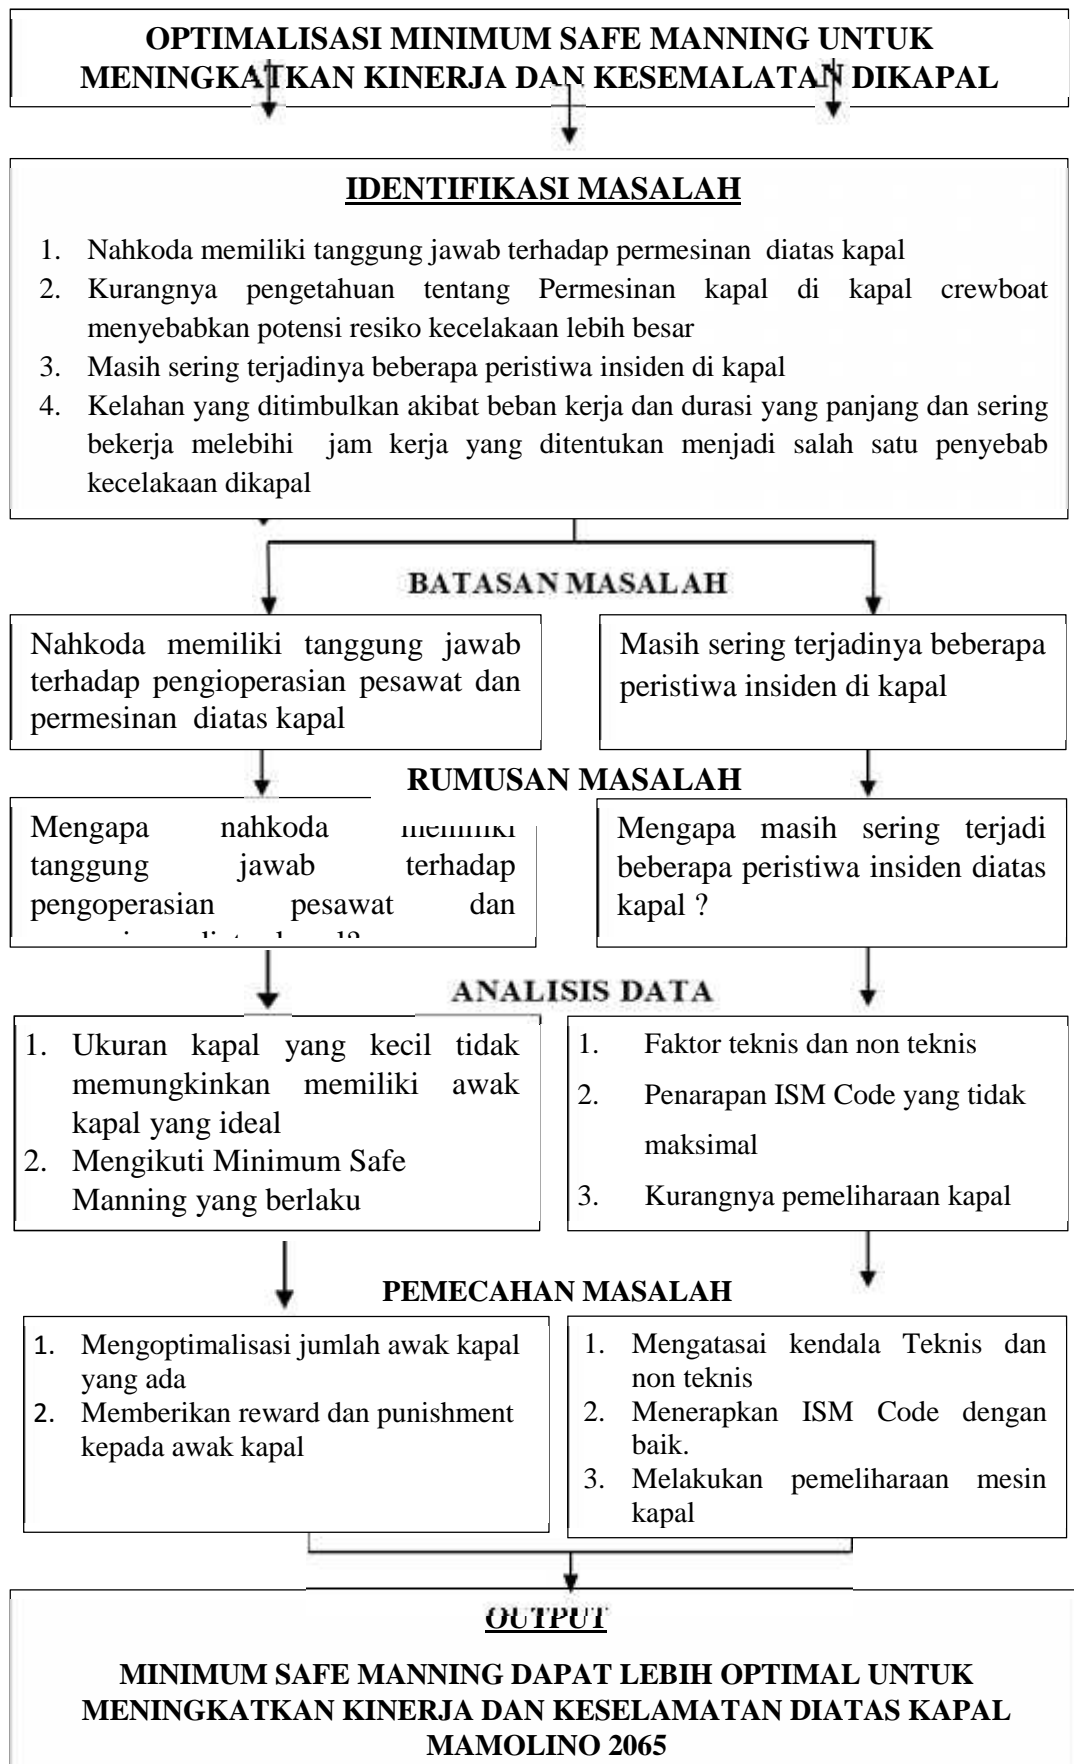 OPTIMALISASI MINIMUM SAFE MANNING UNTUK
MENINGKATKAN KINERJA DAN KESEMALATAN DIKAPAL
IDENTIFIKASI MASALAH
1. Nahkoda memiliki tanggung jawab terhadap permesinan diatas kapal
2. Kurangnya pengetahuan tentang Permesinan kapal di kapal crewboat
menyebabkan potensi resiko kecelakaan lebih besar
3. Masih sering terjadinya beberapa peristiwa insiden di kapal
4. Kelahan yang ditimbulkan akibat beban kerja dan durasi yang panjang dan sering
bekerja melebihi jam kerja yang ditentukan menjadi salah satu penyebab
kecelakaan dikapal
BATASAN MASALAH
Nahkoda memiliki tanggung jawab
terhadap pengioperasian pesawat dan
permesinan diatas kapal
Masih sering terjadinya beberapa
peristiwa insiden di kapal
RUMUSAN MASALAH
Mengapa nahkoda memiliki
tanggung jawab terhadap
pengoperasian pesawat dan
Mengapa masih sering terjadi
beberapa peristiwa insiden diatas
kapal ?
ANALISIS DATA
1. Ukuran kapal yang kecil tidak
memungkinkan memiliki awak
kapal yang ideal
2. Mengikuti Minimum Safe
Manning yang berlaku
1. Faktor teknis dan non teknis
2. Penarapan ISM Code yang tidak
maksimal
3. Kurangnya pemeliharaan kapal
PEMECAHAN MASALAH
1. Mengoptimalisasi jumlah awak kapal
yang ada
2. Memberikan reward dan punishment
kepada awak kapal
1. Mengatasai kendala Teknis dan
non teknis
2. Menerapkan ISM Code dengan
baik.
3. Melakukan pemeliharaan mesin
kapal
OUTPUT
MINIMUM SAFE MANNING DAPAT LEBIH OPTIMAL UNTUK
MENINGKATKAN KINERJA DAN KESELAMATAN DIATAS KAPAL
MAMOLINO 2065